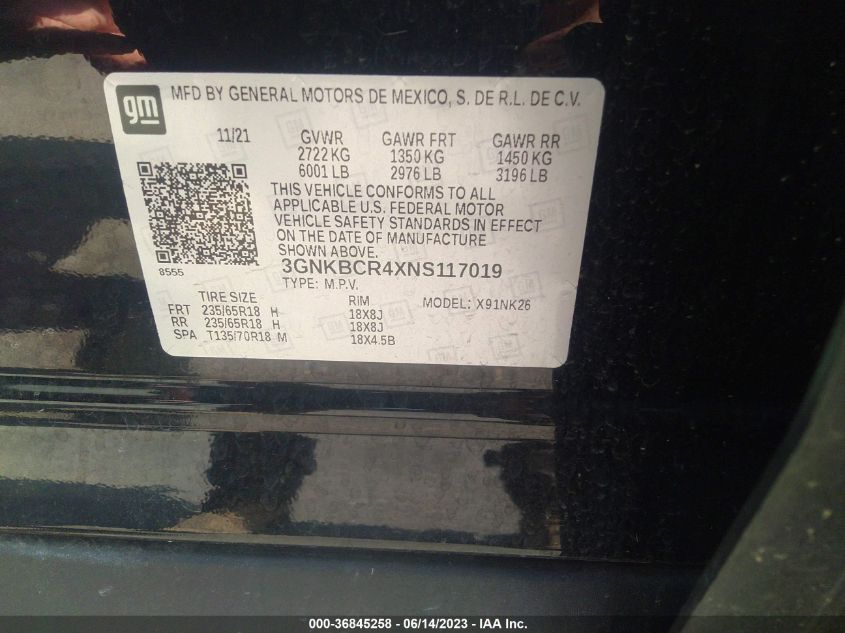 gm
MFD BY GENERAL MOTORS DE MEXICO, S. DE R.L. DE C.V.
11/21 GVWR GAWR FRT GAWR RR
2722 KG 1350 KG 1450 KG
6001 LB 2976 LB 3196 LB
THIS VEHICLE CONFORMS TO ALL
APPLICABLE U.S. FEDERAL MOTOR
VEHICLE SAFETY STANDARDS IN EFFECT
ON THE DATE OF MANUFACTURE
SHOWN ABOVE.
8555
3GNKBCR4XNS117019
TYPE: M.P.V.
TIRE SIZE RIM MODEL: X91NK26
FRT 235/65R18 H 18X8J
RR 235/65R18 H 18X8J
SPA T135/70R18 M 18X4.5B
000-36845258 - 06/14/2023 - IAA Inc.